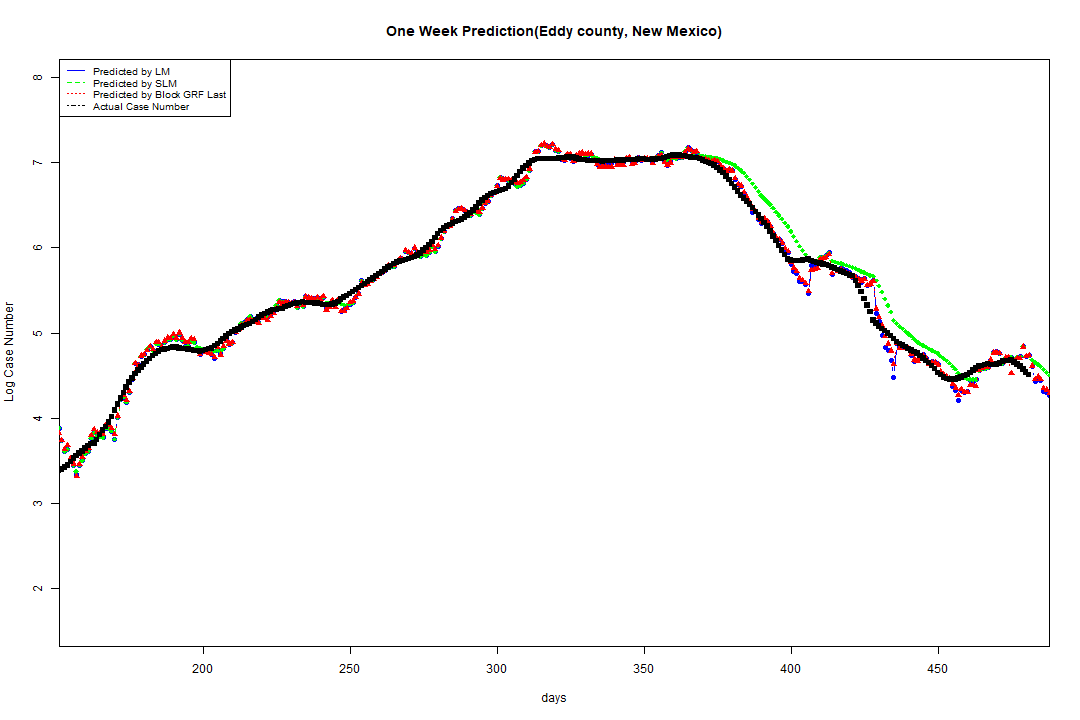 One Week Prediction(Eddy county, New Mexico)
Predicted by LM
Predicted by SLM
Predicted by Block GRF Last
Actual Case Number
8
7
6
5
4
3
2
Log Case Number
200 250 300 350 400 450
days